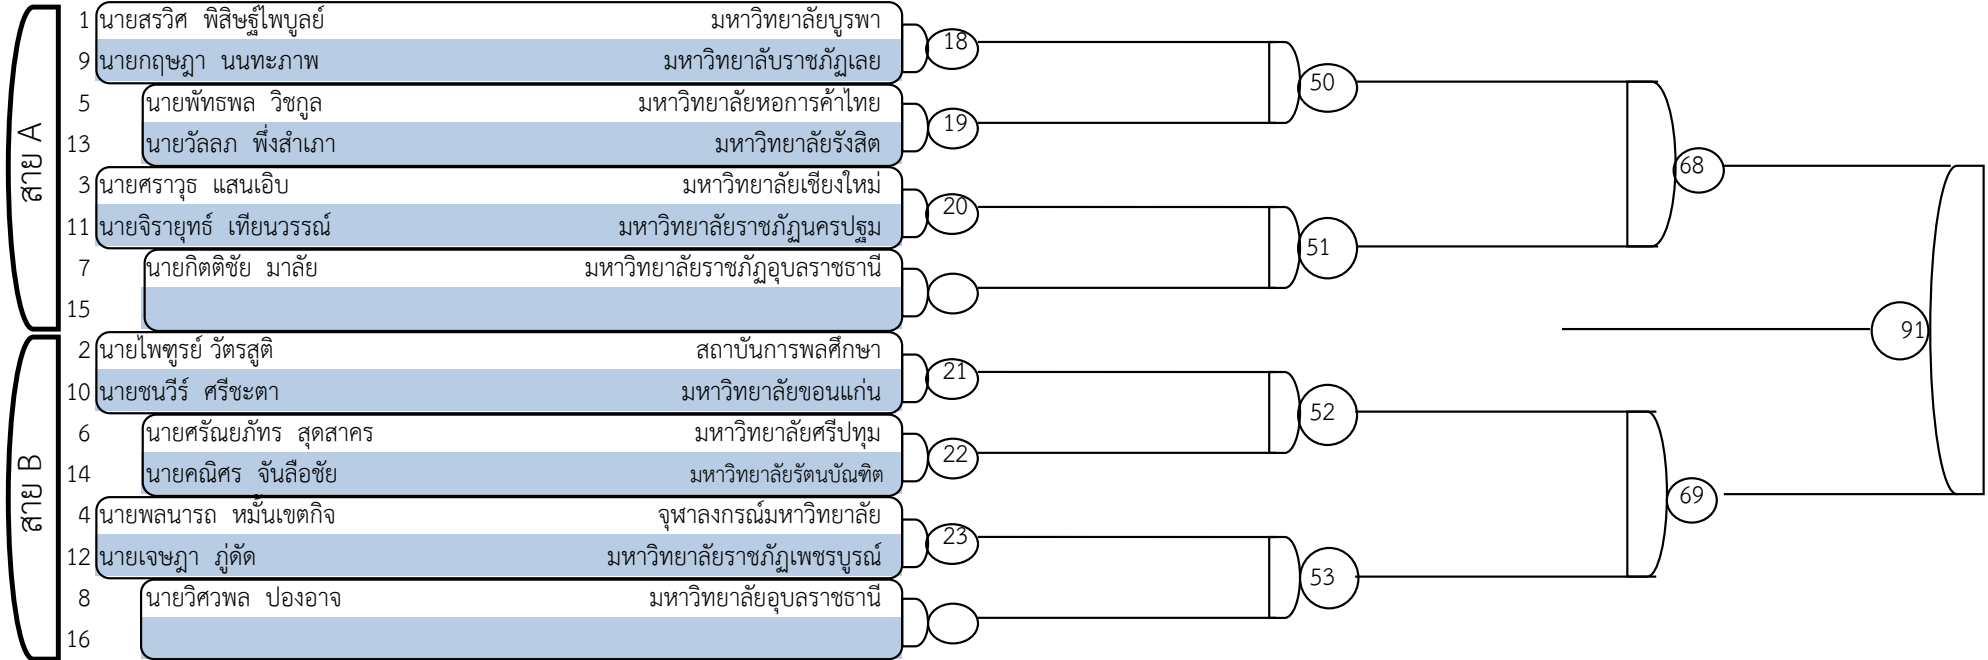 สาย A
1 นายสรวิศ พิสิษฐ์ไพบูลย์ มหาวิทยาลัยบูรพา
9 นายกฤษฎา นนทะภาพ มหาวิทยาลับราชภัฏเลย
18
5 นายพัทธพล วิชกูล มหาวิทยาลัยหอการค้าไทย
13 นายวัลลภ พึ่งสำเภา มหาวิทยาลัยรังสิต
19
50
3 นายศราวุธ แสนเอิบ มหาวิทยาลัยเชียงใหม่
11 นายจิรายุทธ์ เทียนวรรณ์ มหาวิทยาลัยราชภัฏนครปฐม
20
7 นายกิตติชัย มาลัย มหาวิทยาลัยราชภัฏอุบลราชธานี
15
51
68
สาย B
2 นายไพฑูรย์ วัตรสูติ สถาบันการพลศึกษา
10 นายชนวีร์ ศรีชะตา มหาวิทยาลัยขอนแก่น
21
6 นายศรัณยภัทร สุดสาคร มหาวิทยาลัยศรีปทุม
14 นายคณิศร จันลือชัย มหาวิทยาลัยรัตนบัณฑิต
22
52
4 นายพลนารถ หมั้นเขตกิจ จุฬาลงกรณ์มหาวิทยาลัย
12 นายเจษฎา ภู่ดัด มหาวิทยาลัยราชภัฏเพชรบูรณ์
23
8 นายวิศวพล ปองอาจ มหาวิทยาลัยอุบลราชธานี
16
53
69
91